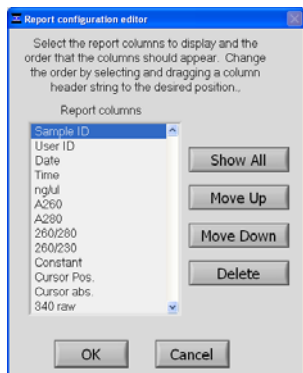 Report configuration editor
Select the report columns to display and the
order that the columns should appear. Change
the order by selecting and dragging a column
header string to the desired position..
Report columns
Sample ID
User ID
Date
Time
ng/ul
A260
A280
260/280
260/230
Constant
Cursor Pos.
Cursor abs.
340 raw
Show All
Move Up
Move Down
Delete
OK
Cancel